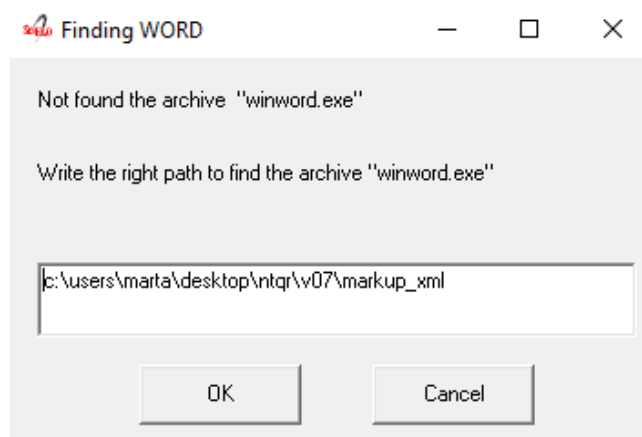 SciELO Finding WORD
Not found the archive "winword.exe"
Write the right path to find the archive "winword.exe"
c:\users\marta\desktop\ntqr\v07\markup_xml
OK Cancel